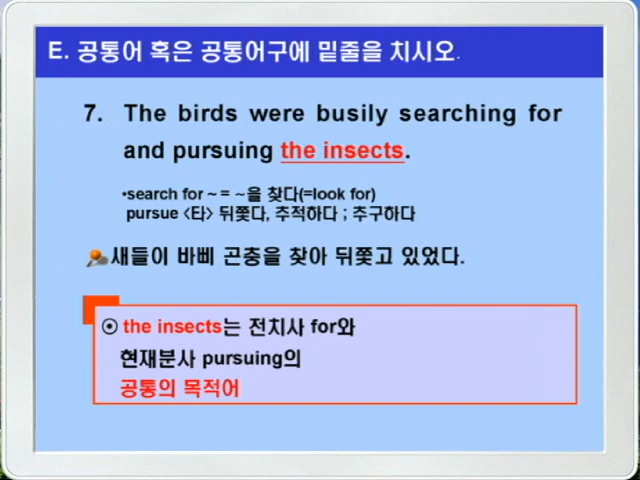 E. 공통어 혹은 공통어구에 밑줄을 치시오.
7. The birds were busily searching for
and pursuing the insects.
•search for ~ = ~을 찾다(=look for)
pursue <타> 뒤쫓다, 추적하다 ; 추구하다
새들이 바삐 곤충을 찾아 뒤쫓고 있었다.
⊙ the insects는 전치사 for와
현재분사 pursuing의
공통의 목적어